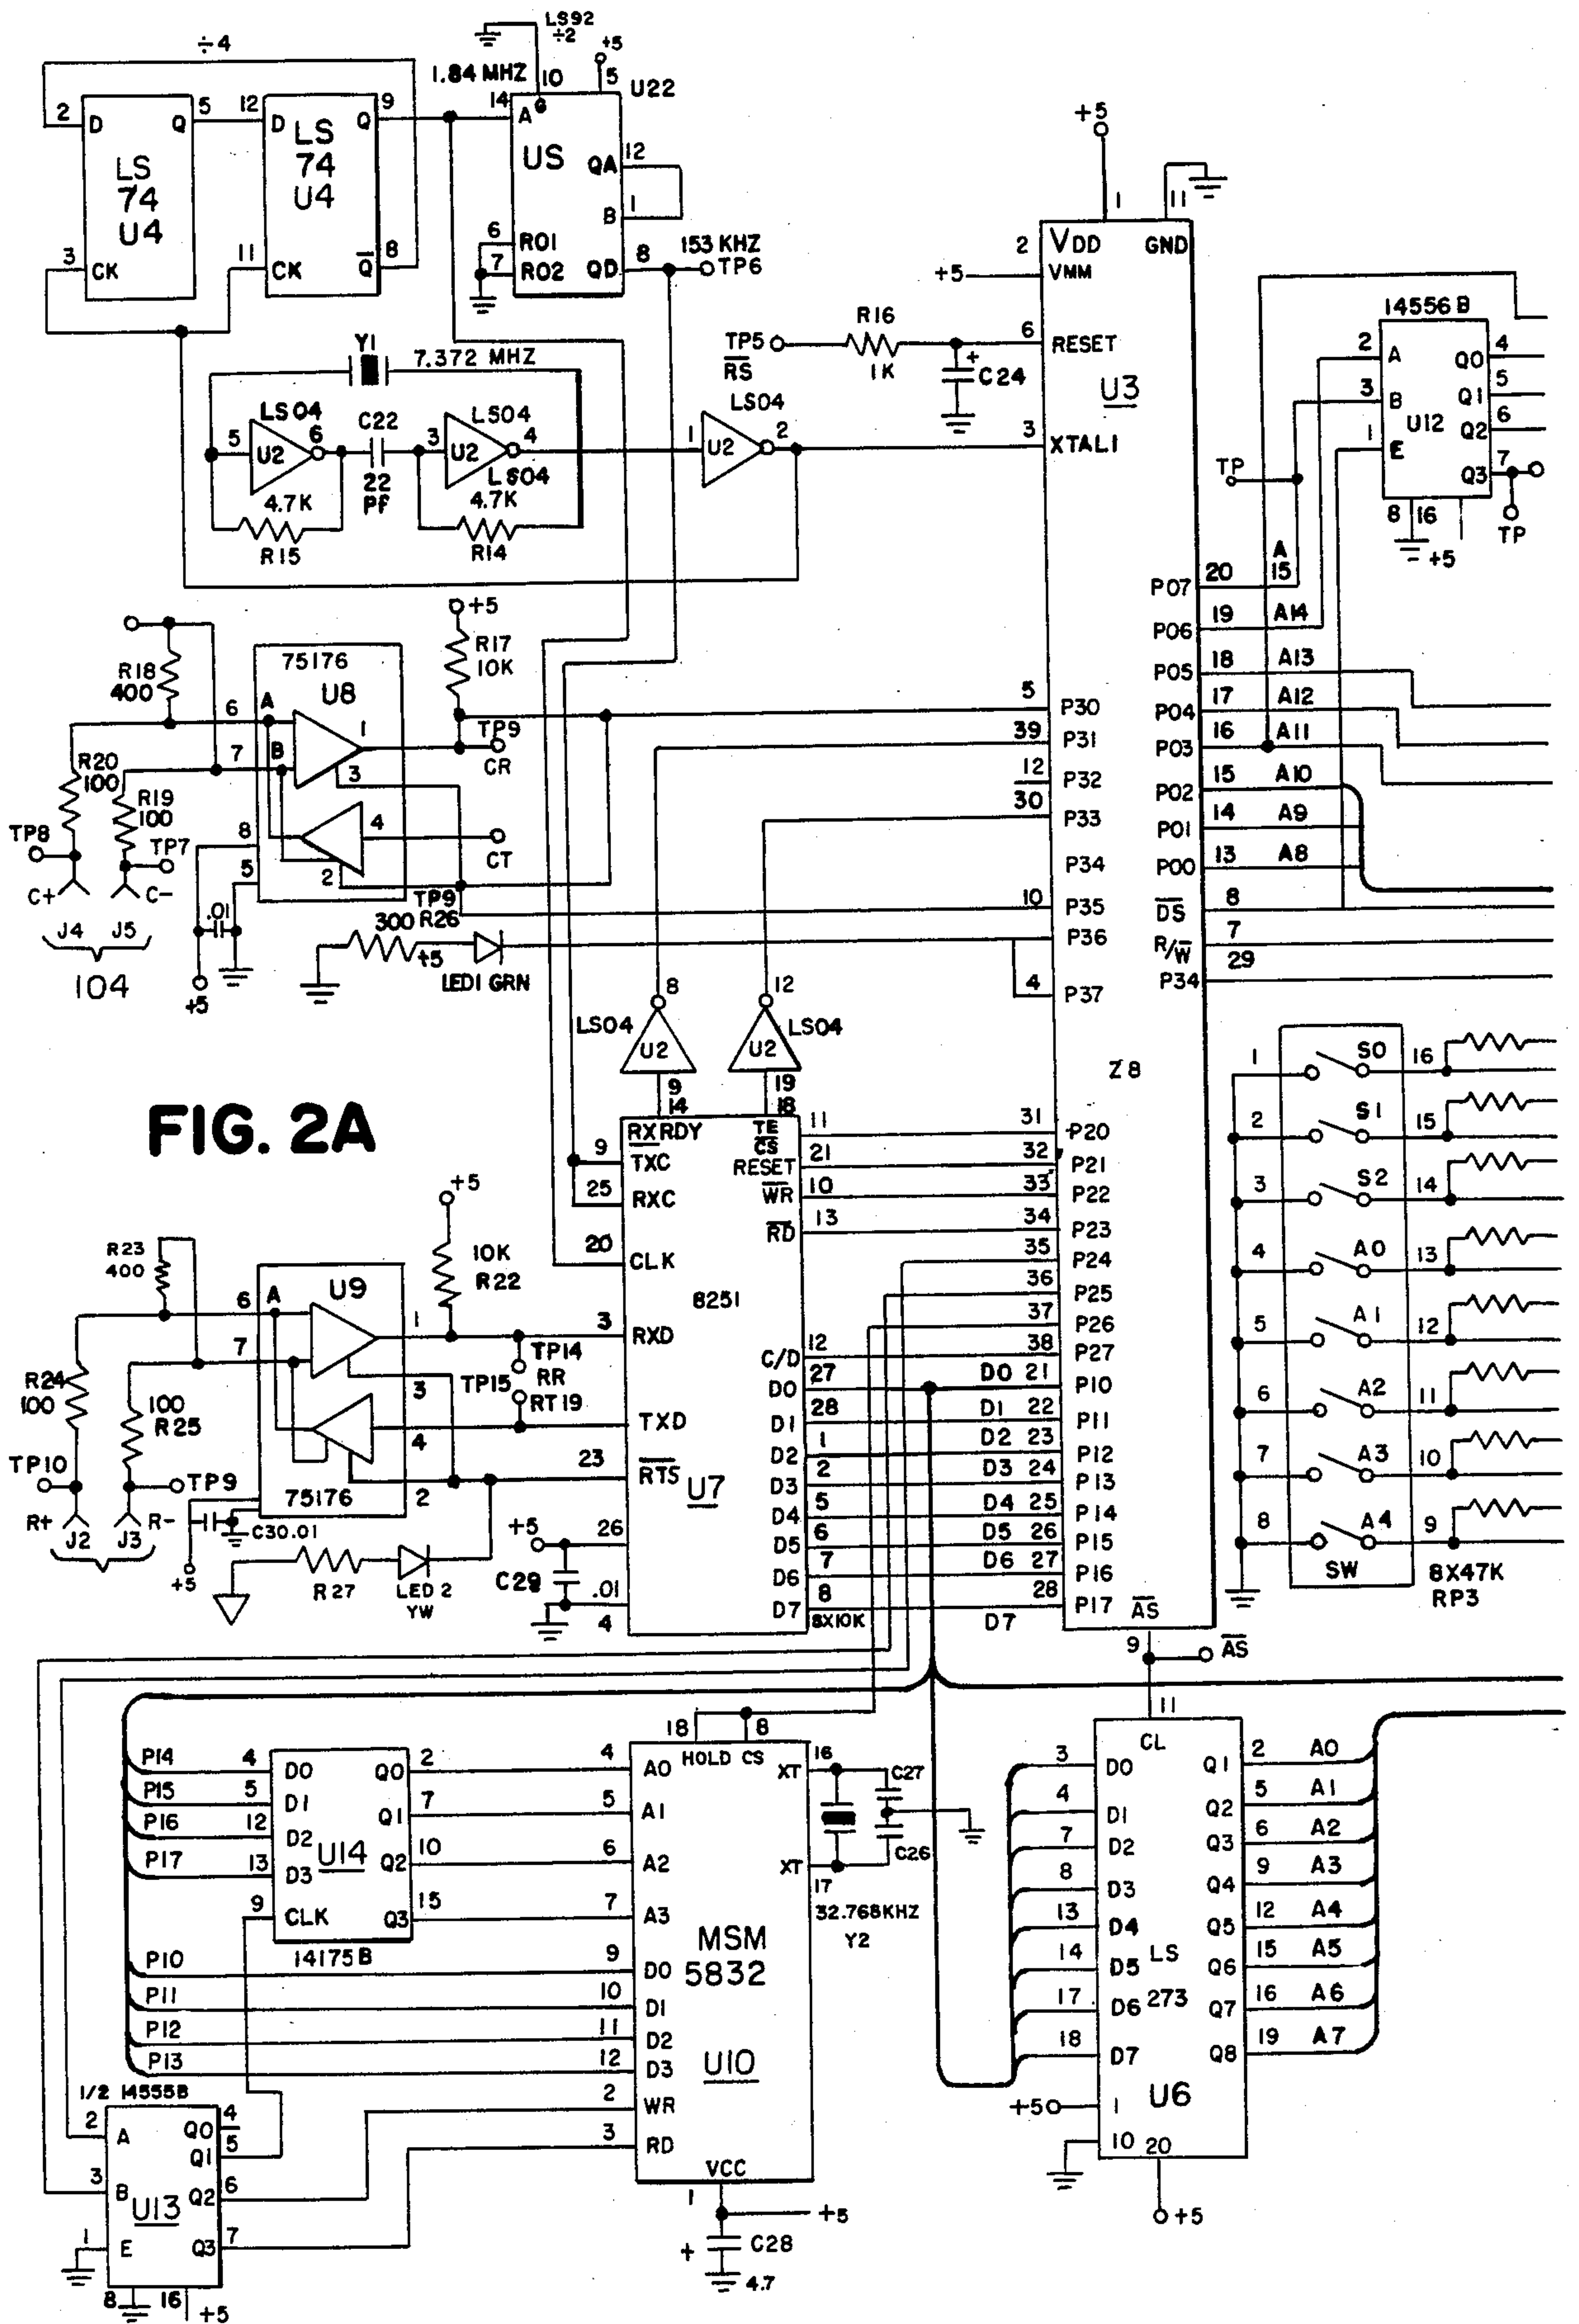 ÷4
LS92
÷2
+5
1.84 MHZ
10
5
U22
2
D
Q
5
12
D
Q
9
14
A
G
LS
74
U4
LS
74
U4
US
QA
12
B
1
3
CK
11
CK
Q̅
8
6
RO1
7
RO2
QD
8
153 KHZ
TP6
Y1
7.372 MHZ
LS04
5
U2
6
C22
22
Pf
LS04
3
U2
4
LS04
4.7K
R15
4.7K
R14
LS04
1
U2
2
TP5
R̅S̅
R16
1K
+
C24
+5
1
11
2
VDD
GND
+5
VMM
6
RESET
U3
3
XTAL1
14556B
2
A
Q0
4
3
B
Q1
5
U12
Q2
6
1
E
Q3
7
TP
8
16
+5
TP
P07
20
A
15
P06
19
A14
P05
18
A13
P04
17
A12
P03
16
A11
P02
15
A10
P01
14
A9
P00
13
A8
D̅S̅
8
R/W̅
7
P34
29
+5
R17
10K
R18
400
75176
U8
6
A
1
7
B
3
TP9
CR
R20
100
R19
100
TP8
TP7
8
4
CT
5
2
TP9
C+
C-
.01
J4
J5
104
+5
300
R26
+5
LED1 GRN
5
P30
39
P31
12
P32
30
P33
P34
10
P35
P36
4
P37
8
LS04
U2
9
14
12
LS04
U2
19
18
Z8
FIG. 2A
RXRDY
T̅E̅
C̅S̅
11
31
P20
9
T̅X̅C̅
RESET
21
32
P21
25
RXC
W̅R̅
10
33
P22
R̅D̅
13
34
P23
20
CLK
35
P24
36
P25
8251
37
P26
3
RXD
C/D
12
38
P27
D0
27
D0
21
P10
TXD
D1
28
D1
22
P11
D2
1
D2
23
P12
23
R̅T̅S̅
D3
2
D3
24
P13
U7
D4
5
D4
25
P14
D5
6
D5
26
P15
26
D6
7
D6
27
P16
D7
8
28
P17
8X10K
D7
4
A̅S̅
9
A̅S̅
+5
10K
R22
R23
400
U9
6
A
1
7
3
TP14
RR
TP15
RT19
R24
100
100
R25
4
TP10
TP9
75176
2
R+
J2
J3
R-
C30.01
+5
R27
LED 2
YW
+5
C29
.01
1
S0
16
2
S1
15
3
S2
14
4
A0
13
5
A1
12
6
A2
11
7
A3
10
8
A4
9
SW
8X47K
RP3
18
8
HOLD
CS
P14
4
D0
Q0
2
4
A0
XT
16
C27
P15
5
D1
Q1
7
5
A1
P16
12
D2
U14
Q2
10
6
A2
C26
P17
13
D3
XT
17
9
CLK
Q3
15
7
A3
32.768KHZ
Y2
14175B
MSM
5832
P10
9
D0
P11
10
D1
P12
11
D2
P13
12
D3
U10
2
WR
3
RD
VCC
1
+5
+
C28
4.7
1/2 14555B
2
A
Q0
4
Q1
5
3
B
U13
Q2
6
1
E
Q3
7
8
16
+5
11
CL
3
D0
Q1
2
A0
4
D1
Q2
5
A1
7
D2
Q3
6
A2
8
D3
Q4
9
A3
13
D4
Q5
12
A4
14
D5
LS
Q6
15
A5
17
D6
273
Q7
16
A6
18
D7
Q8
19
A7
+5
1
U6
10
20
+5